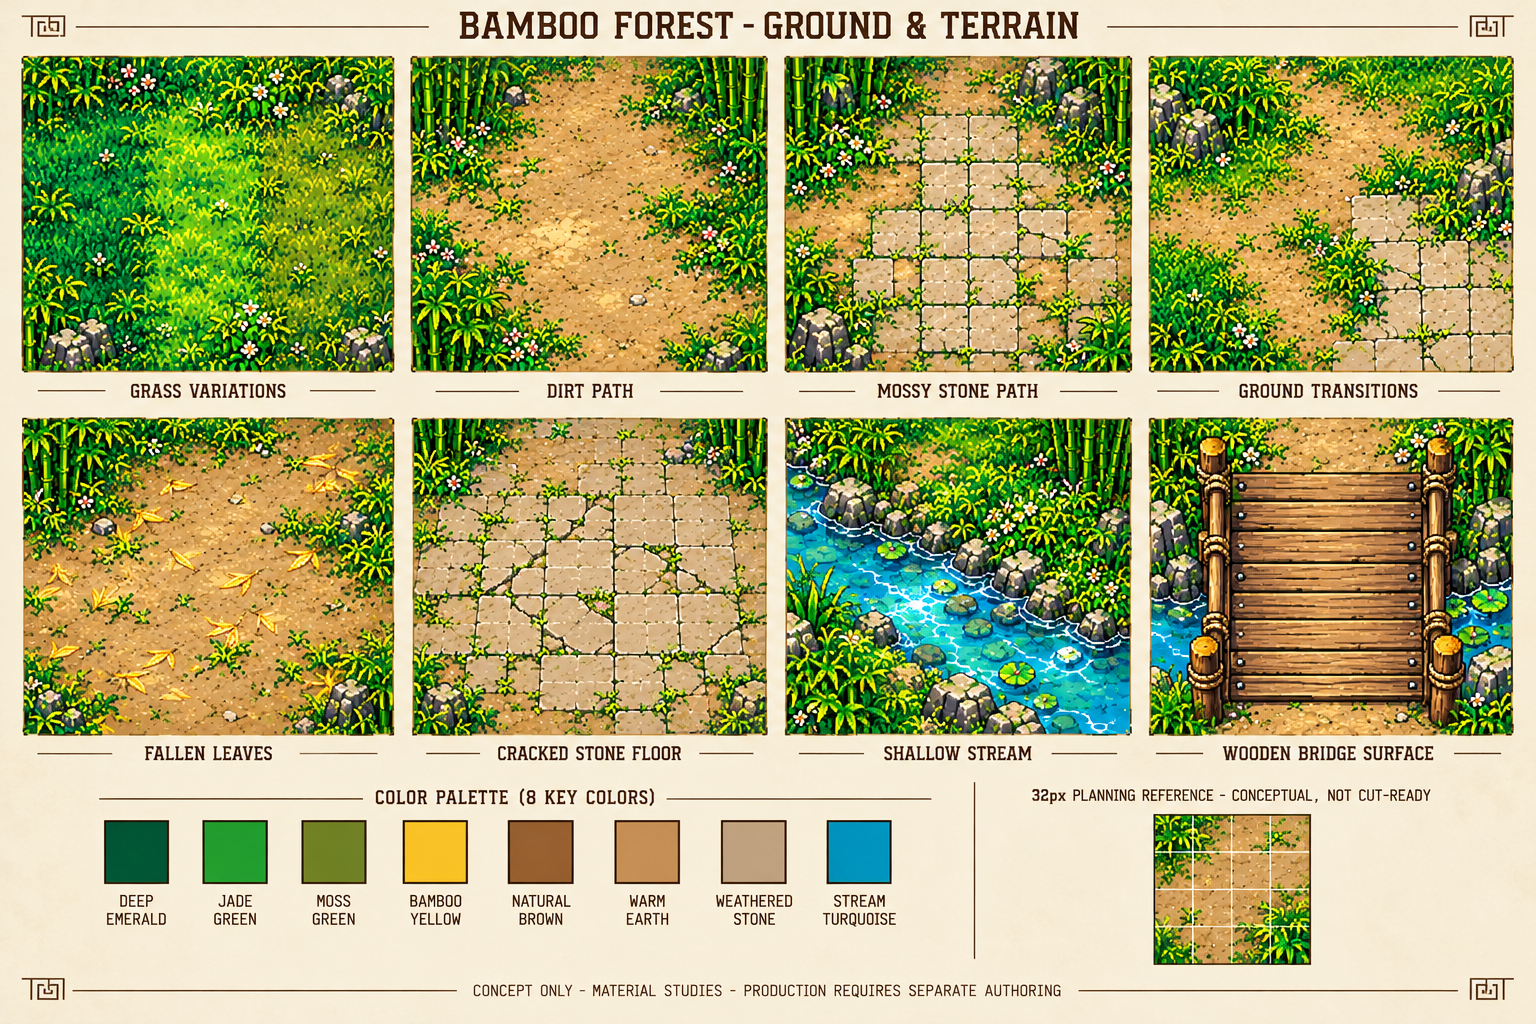 BAMBOO FOREST - GROUND & TERRAIN
GRASS VARIATIONS
DIRT PATH
MOSSY STONE PATH
GROUND TRANSITIONS
FALLEN LEAVES
CRACKED STONE FLOOR
SHALLOW STREAM
WOODEN BRIDGE SURFACE
COLOR PALETTE (8 KEY COLORS)
DEEP
EMERALD
JADE
GREEN
MOSS
GREEN
BAMBOO
YELLOW
NATURAL
BROWN
WARM
EARTH
WEATHERED
STONE
STREAM
TURQUOISE
32px PLANNING REFERENCE - CONCEPTUAL, NOT CUT-READY
CONCEPT ONLY - MATERIAL STUDIES - PRODUCTION REQUIRES SEPARATE AUTHORING